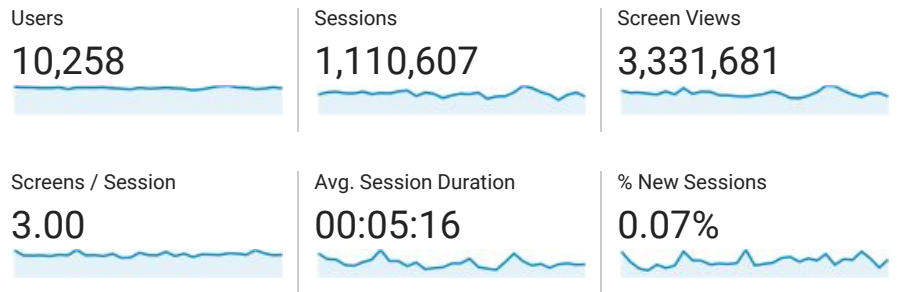 Users
10,258
Sessions
1,110,607
Screen Views
3,331,681
Screens / Session
3.00
Avg. Session Duration
00:05:16
% New Sessions
0.07%